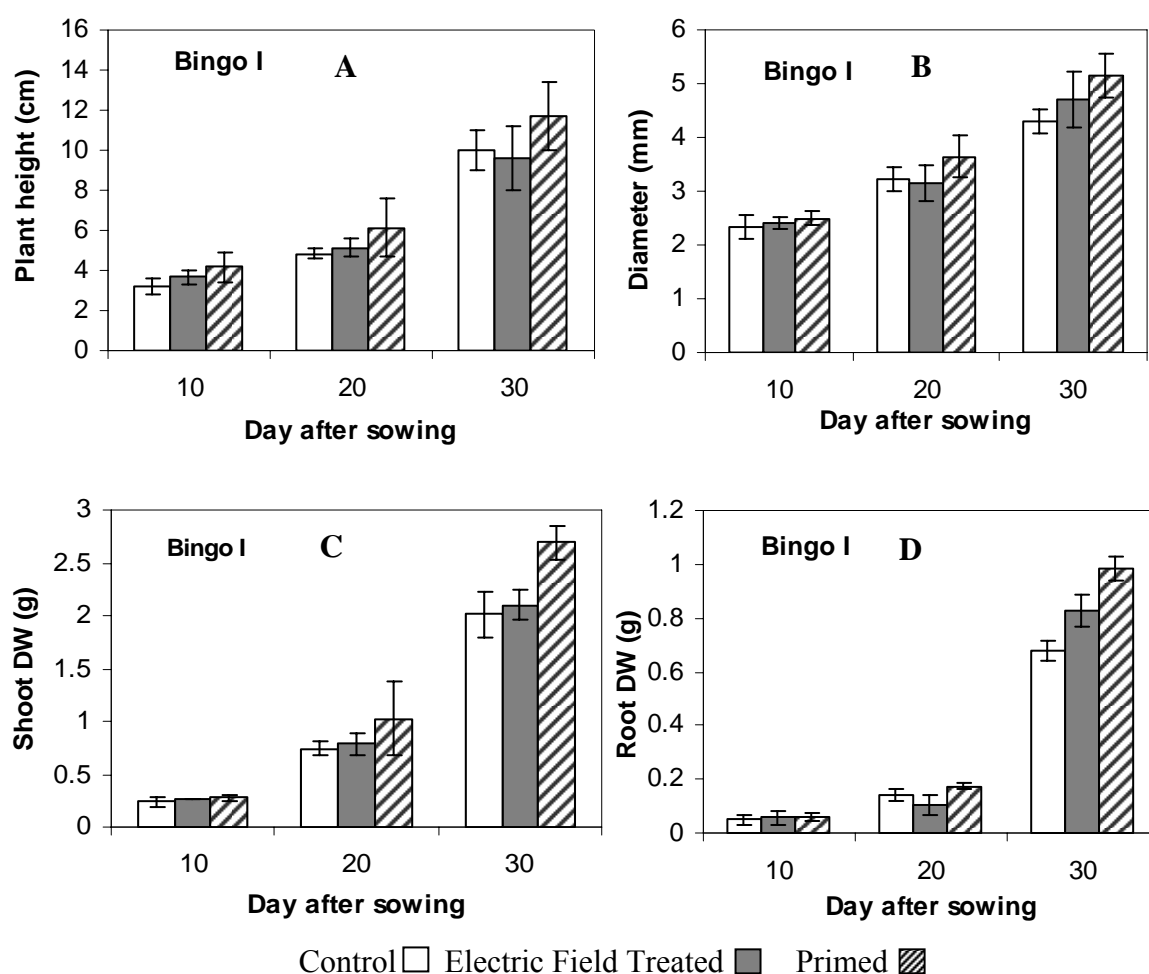 Bingo I A
Plant height (cm)
16
14
12
10
8
6
4
2
0
10 20 30
Day after sowing
Bingo I B
Diameter (mm)
6
5
4
3
2
1
0
10 20 30
Day after sowing
Bingo I C
Shoot DW (g)
3
2.5
2
1.5
1
0.5
0
10 20 30
Day after sowing
Bingo I D
Root DW (g)
1.2
1
0.8
0.6
0.4
0.2
0
10 20 30
Day after sowing
Control Electric Field Treated Primed